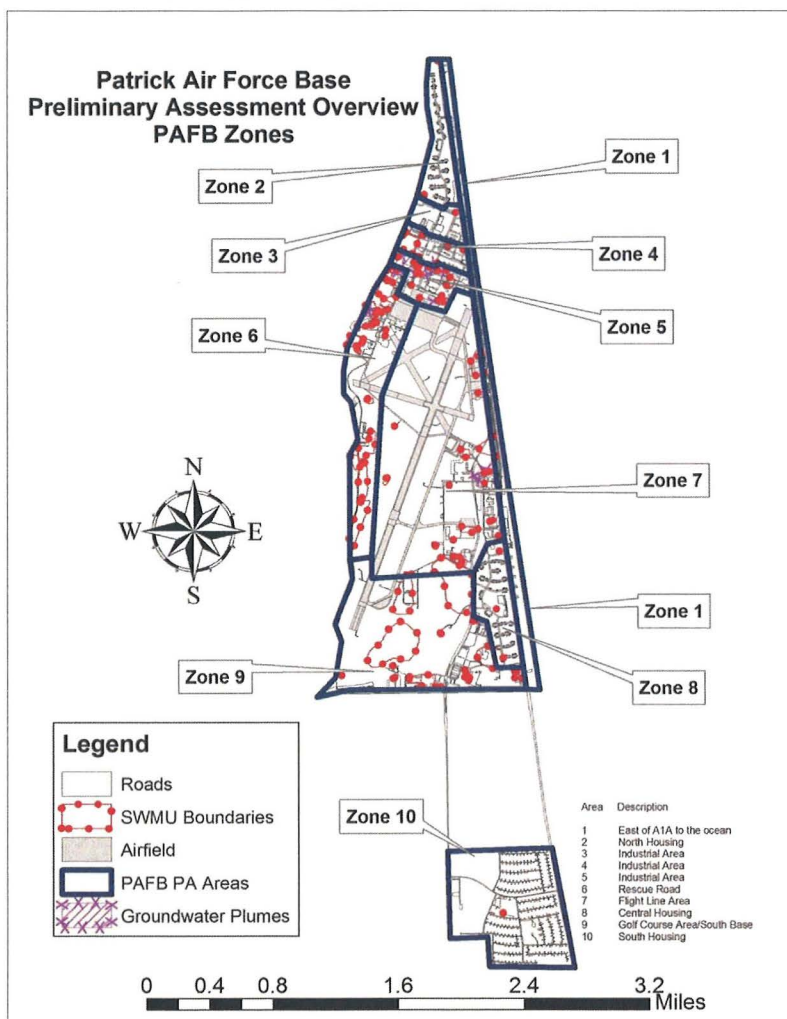 Patrick Air Force Base
Preliminary Assessment Overview
PAFB Zones
Zone 1
Zone 2
Zone 3
Zone 4
Zone 5
Zone 6
Zone 7
Zone 1
Zone 8
Zone 9
Zone 10
N
W E
S
Legend
Roads
SWMU Boundaries
Airfield
PAFB PA Areas
Groundwater Plumes
Area Description
1 East of A1A to the ocean
2 North Housing
3 Industrial Area
4 Industrial Area
5 Industrial Area
6 Rescue Road
7 Flight Line Area
8 Central Housing
9 Golf Course Area/South Base
10 South Housing
0 0.4 0.8 1.6 2.4 3.2
Miles